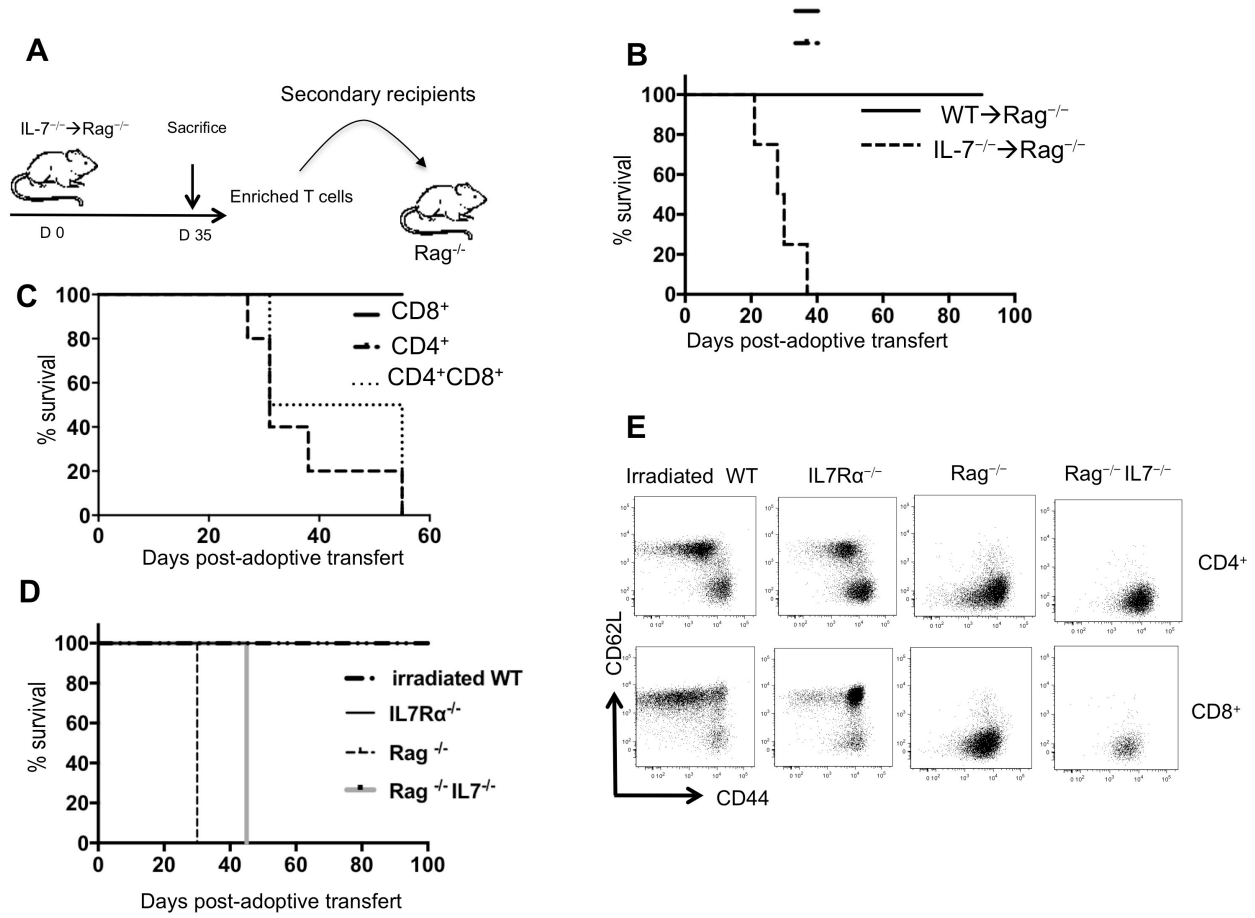 A
Secondary recipients
IL-7⁻/⁻→Rag⁻/⁻
Sacrifice
Enriched T cells
D 0
D 35
Rag⁻/⁻
B
% survival
100
80
60
40
20
0
0 20 40 60 80 100
Days post-adoptive transfert
WT→Rag⁻/⁻
IL-7⁻/⁻→Rag⁻/⁻
C
% survival
100
80
60
40
20
0
0 20 40 60
Days post-adoptive transfert
CD8⁺
CD4⁺
CD4⁺CD8⁺
D
% survival
100
80
60
40
20
0
0 20 40 60 80 100
Days post-adoptive transfert
irradiated WT
IL7Rα⁻/⁻
Rag ⁻/⁻
Rag ⁻/⁻ IL7⁻/⁻
E
Irradiated WT
IL7Rα⁻/⁻
Rag⁻/⁻
Rag⁻/⁻ IL7⁻/⁻
CD4⁺
CD8⁺
CD62L
CD44